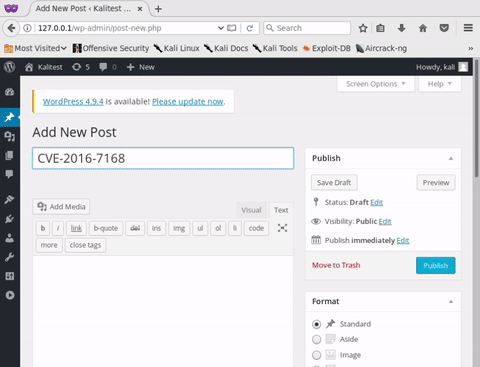 Add New Post ‹ Kalitest …
127.0.0.1/wp-admin/post-new.php
Search
Most Visited
Offensive Security
Kali Linux
Kali Docs
Kali Tools
Exploit-DB
Aircrack-ng
Kalitest
5
0
New
Howdy, kali
Screen Options
Help
WordPress 4.9.4 is available! Please update now.
Add New Post
CVE-2016-7168
Add Media
Visual
Text
b
i
link
b-quote
del
ins
img
ul
ol
li
code
more
close tags
Publish
Save Draft
Preview
Status: Draft Edit
Visibility: Public Edit
Publish immediately Edit
Move to Trash
Publish
Format
Standard
Aside
Image